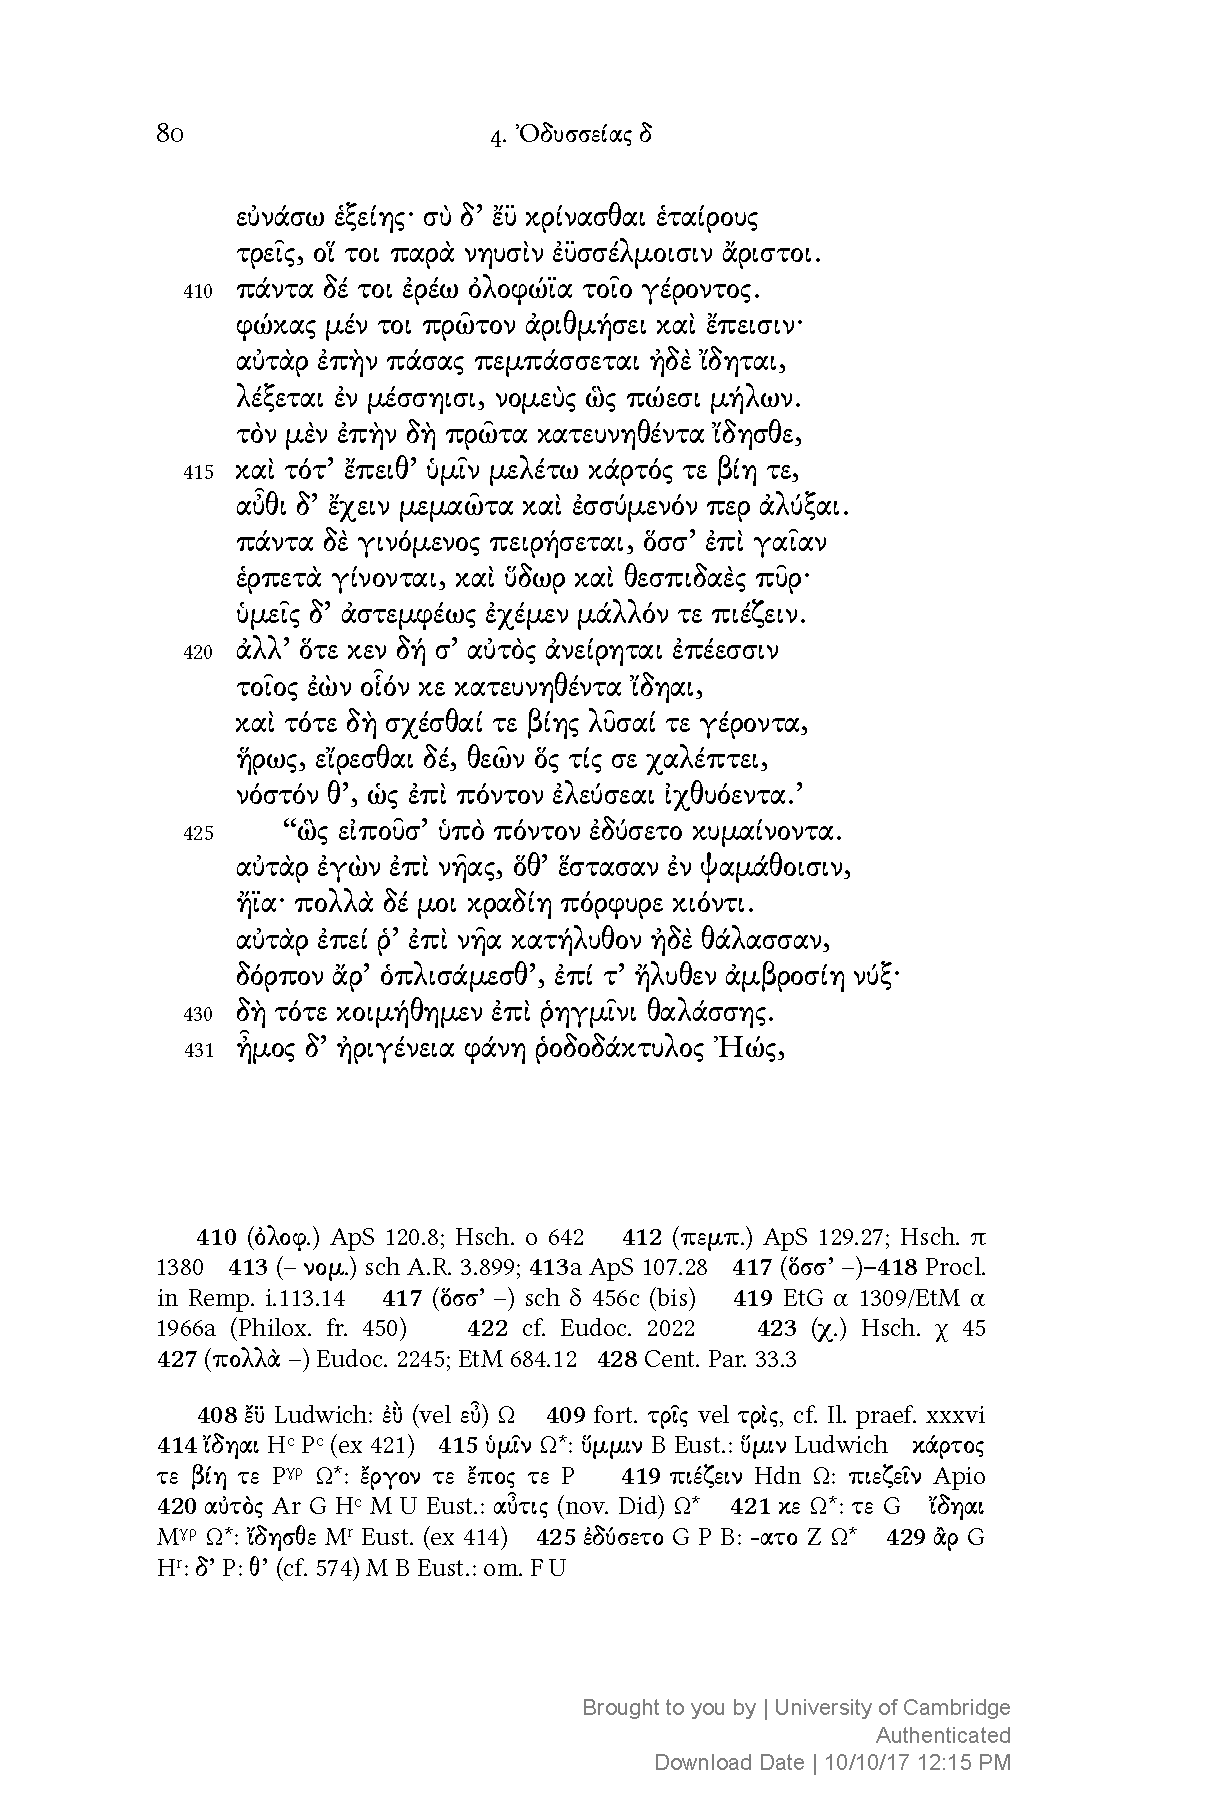 80 4. Ὀδυσσείας δ
εὐνάσω ἑξείης· σὺ δ’ ἔϋ κρίνασθαι ἑταίρους
τρεῖς, οἵ τοι παρὰ νηυσὶν ἐϋσσέλμοισιν ἄριστοι.
410 πάντα δέ τοι ἐρέω ὀλοφώϊα τοῖο γέροντος.
φώκας μέν τοι πρῶτον ἀριθμήσει καὶ ἔπεισιν·
αὐτὰρ ἐπὴν πάσας πεμπάσσεται ἠδὲ ἴδηται,
λέξεται ἐν μέσσηισι, νομεὺς ὣς πώεσι μήλων.
τὸν μὲν ἐπὴν δὴ πρῶτα κατευνηθέντα ἴδησθε,
415 καὶ τότ’ ἔπειθ’ ὑμῖν μελέτω κάρτός τε βίη τε,
αὖθι δ’ ἔχειν μεμαῶτα καὶ ἐσσύμενόν περ ἀλύξαι.
πάντα δὲ γινόμενος πειρήσεται, ὅσσ’ ἐπὶ γαῖαν
ἑρπετὰ γίνονται, καὶ ὕδωρ καὶ θεσπιδαὲς πῦρ·
ὑμεῖς δ’ ἀστεμφέως ἐχέμεν μάλλόν τε πιέζειν.
420 ἀλλ’ ὅτε κεν δή σ’ αὐτὸς ἀνείρηται ἐπέεσσιν
τοῖος ἐὼν οἷόν κε κατευνηθέντα ἴδηαι,
καὶ τότε δὴ σχέσθαί τε βίης λῦσαί τε γέροντα,
ἥρως, εἴρεσθαι δέ, θεῶν ὅς τίς σε χαλέπτει,
νόστόν θ’, ὡς ἐπὶ πόντον ἐλεύσεαι ἰχθυόεντα.’
425 “ὣς εἰποῦσ’ ὑπὸ πόντον ἐδύσετο κυμαίνοντα.
αὐτὰρ ἐγὼν ἐπὶ νῆας, ὅθ’ ἕστασαν ἐν ψαμάθοισιν,
ἤϊα· πολλὰ δέ μοι κραδίη πόρφυρε κιόντι.
αὐτὰρ ἐπεί ῥ’ ἐπὶ νῆα κατήλυθον ἠδὲ θάλασσαν,
δόρπον ἄρ’ ὁπλισάμεσθ’, ἐπί τ’ ἤλυθεν ἀμβροσίη νύξ·
430 δὴ τότε κοιμήθημεν ἐπὶ ῥηγμῖνι θαλάσσης.
431 ἦμος δ’ ἠριγένεια φάνη ῥοδοδάκτυλος Ἠώς,
410 (ὀλοφ.) ApS 120.8; Hsch. ο 642 412 (πεμπ.) ApS 129.27; Hsch. π
1380 413 (– νομ.) sch A.R. 3.899; 413a ApS 107.28 417 (ὅσσ’ –)–418 Procl.
in Remp. i.113.14 417 (ὅσσ’ –) sch δ 456c (bis) 419 EtG α 1309/EtM α
1966a (Philox. fr. 450) 422 cf. Eudoc. 2022 423 (χ.) Hsch. χ 45
427 (πολλὰ –) Eudoc. 2245; EtM 684.12 428 Cent. Par. 33.3
408 ἔϋ Ludwich: ἐῢ (vel εὖ) Ω 409 fort. τρῖς vel τρὶς, cf. Il. praef. xxxvi
414 ἴδηαι Hᶜ Pᶜ (ex 421) 415 ὑμῖν Ω*: ὕμμιν B Eust.: ὕμιν Ludwich κάρτος
τε βίη τε Pᵞᵖ Ω*: ἔργον τε ἔπος τε P 419 πιέζειν Hdn Ω: πιεζεῖν Apio
420 αὐτὸς Ar G Hᶜ M U Eust.: αὖτις (nov. Did) Ω* 421 κε Ω*: τε G ἴδηαι
Mᵞᵖ Ω*: ἴδησθε Mʳ Eust. (ex 414) 425 ἐδύσετο G P B: -ατο Z Ω* 429 ἂρ G
Hʳ: δ’ P: θ’ (cf. 574) M B Eust.: om. F U
Brought to you by | University of Cambridge
Authenticated
Download Date | 10/10/17 12:15 PM